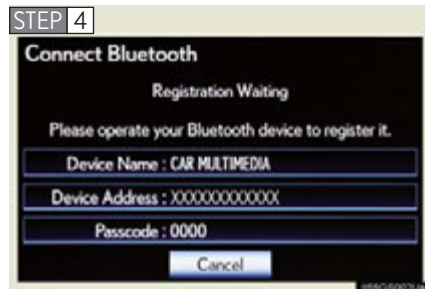 STEP 4
Connect Bluetooth
Registration Waiting
Please operate your Bluetooth device to register it.
Device Name : CAR MULTIMEDIA
Device Address : XXXXXXXXXXXX
Passcode : 0000
Cancel